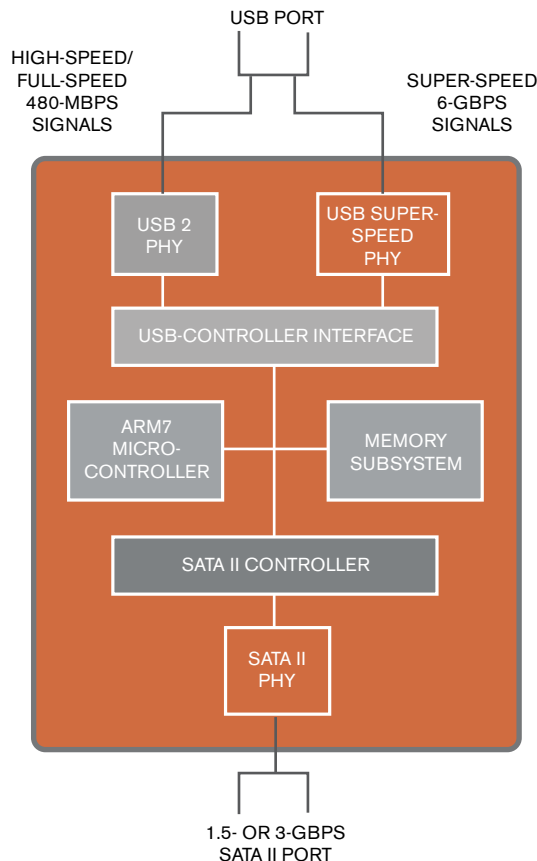 USB PORT
HIGH-SPEED/
FULL-SPEED
480-MBPS
SIGNALS
SUPER-SPEED
6-GBPS
SIGNALS
USB 2
PHY
USB SUPER-
SPEED
PHY
USB-CONTROLLER INTERFACE
ARM7
MICRO-
CONTROLLER
MEMORY
SUBSYSTEM
SATA II CONTROLLER
SATA II
PHY
1.5- OR 3-GBPS
SATA II PORT